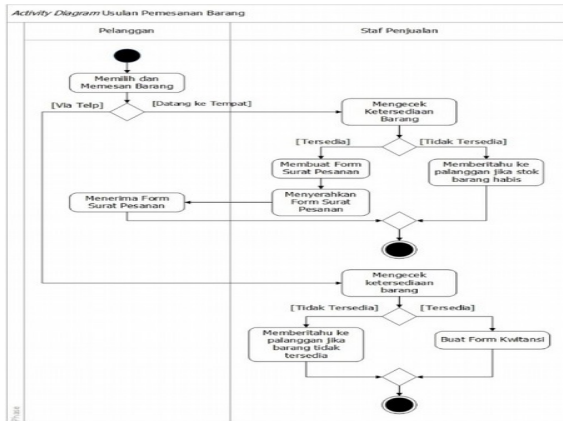 Activity Diagram Usulan Pemesanan Barang
Pelanggan
Staf Penjualan
Memilih dan
Memesan Barang
[Via Telp]
[Datang ke Tempat]
Mengecek
Ketersediaan
Barang
[Tersedia]
[Tidak Tersedia]
Membuat Form
Surat Pesanan
Memberitahu ke
palanggan jika stok
barang habis
Menerima Form
Surat Pesanan
Menyerahkan
Form Surat
Pesanan
Mengecek
ketersediaan
barang
[Tidak Tersedia]
[Tersedia]
Memberitahu ke
palanggan jika
barang tidak
tersedia
Buat Form Kwitansi
Phase